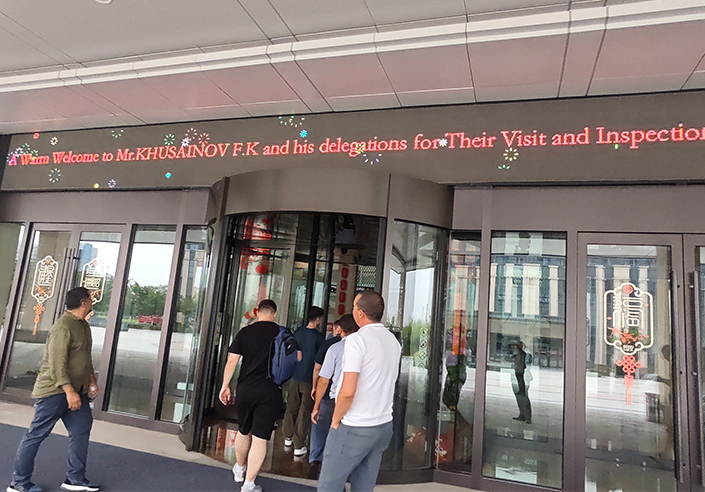 A Warm Welcome to Mr.KHUSAINOV F.K and his delegations for Their Visit and Inspection